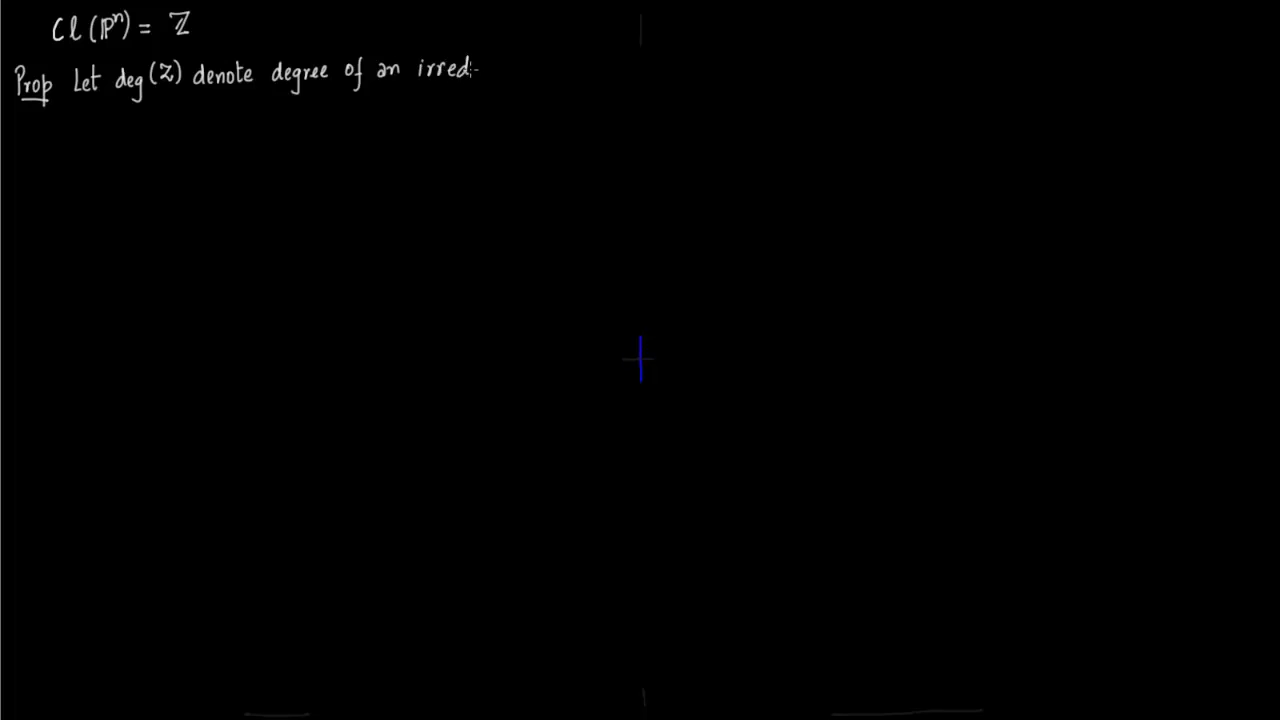 Cl(ℙⁿ) = ℤ
Prop Let deg(Z) denote degree of an irred